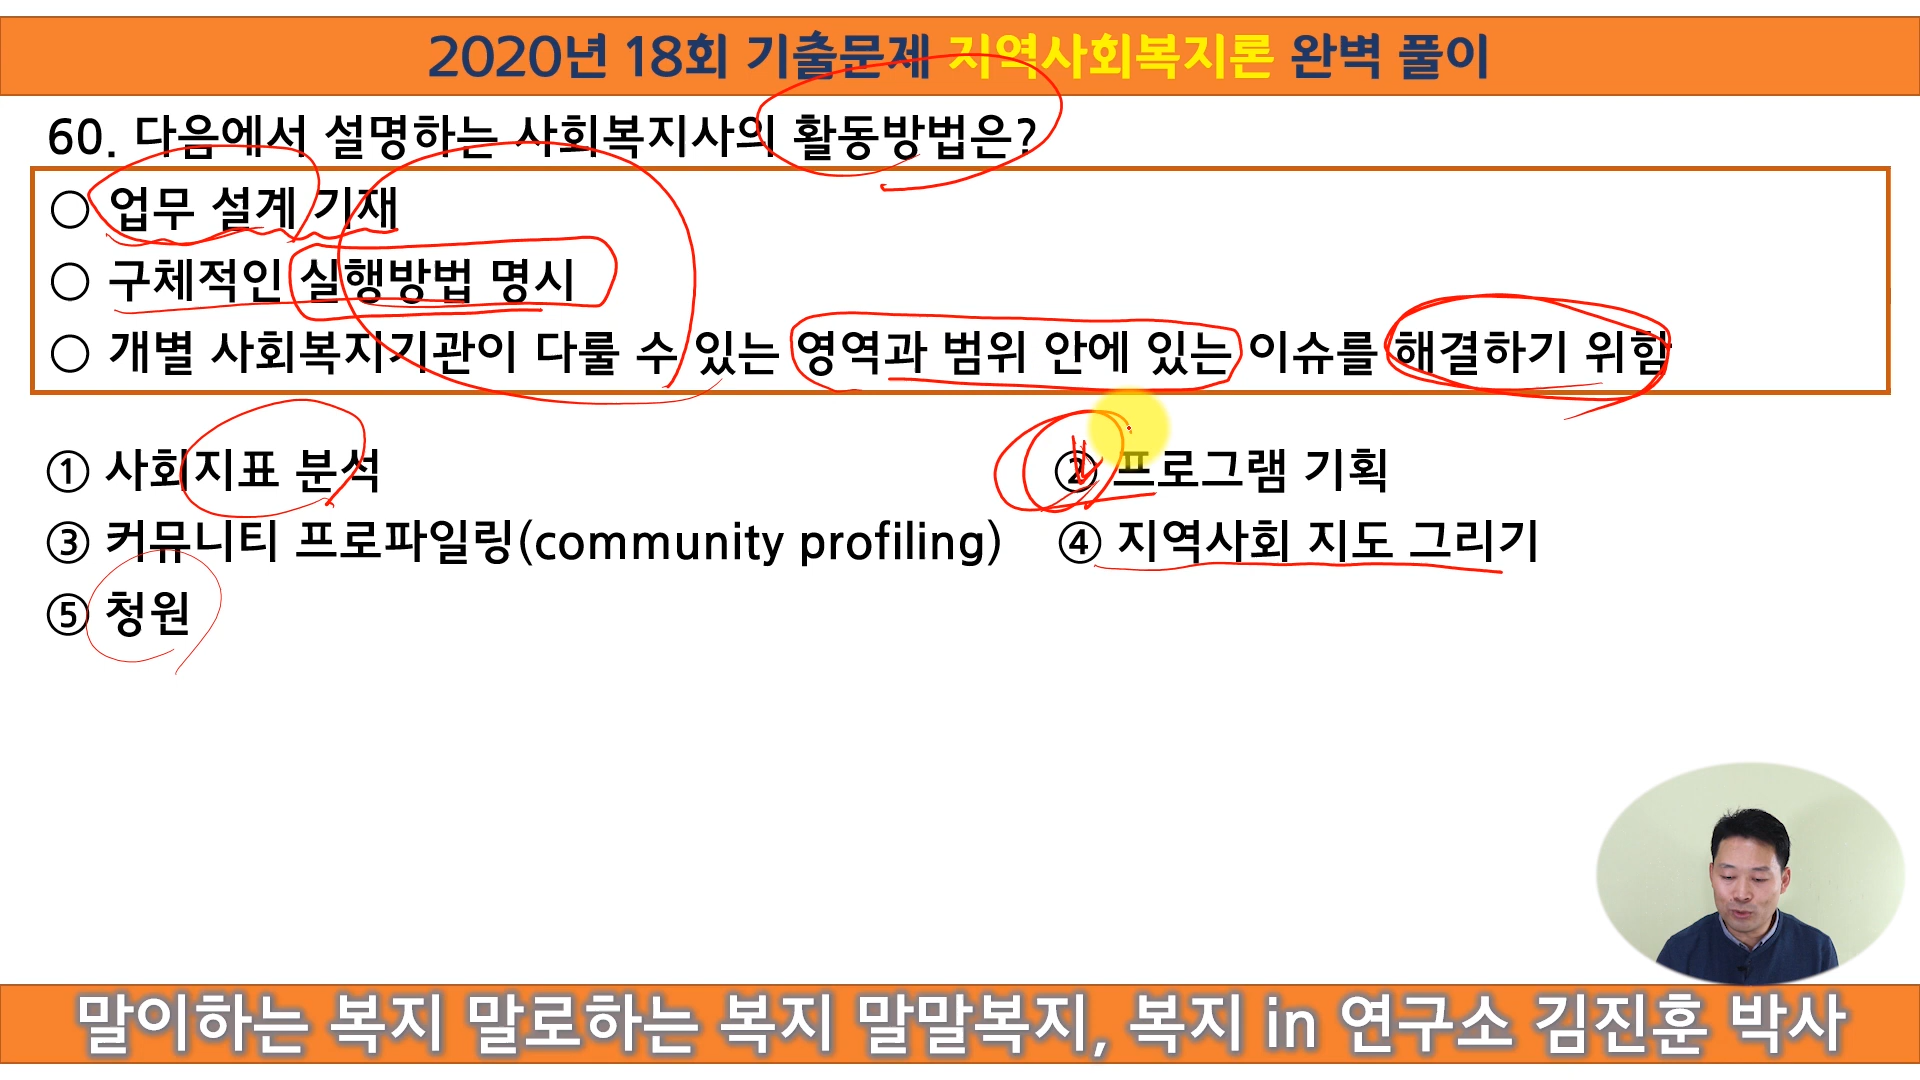 2020년 18회 기출문제 지역사회복지론 완벽 풀이
60. 다음에서 설명하는 사회복지사의 활동방법은?
○ 업무 설계 기재
○ 구체적인 실행방법 명시
○ 개별 사회복지기관이 다룰 수 있는 영역과 범위 안에 있는 이슈를 해결하기 위함
① 사회지표 분석 ② 프로그램 기획
③ 커뮤니티 프로파일링(community profiling) ④ 지역사회 지도 그리기
⑤ 청원
말이하는 복지 말로하는 복지 말말복지, 복지 in 연구소 김진훈 박사